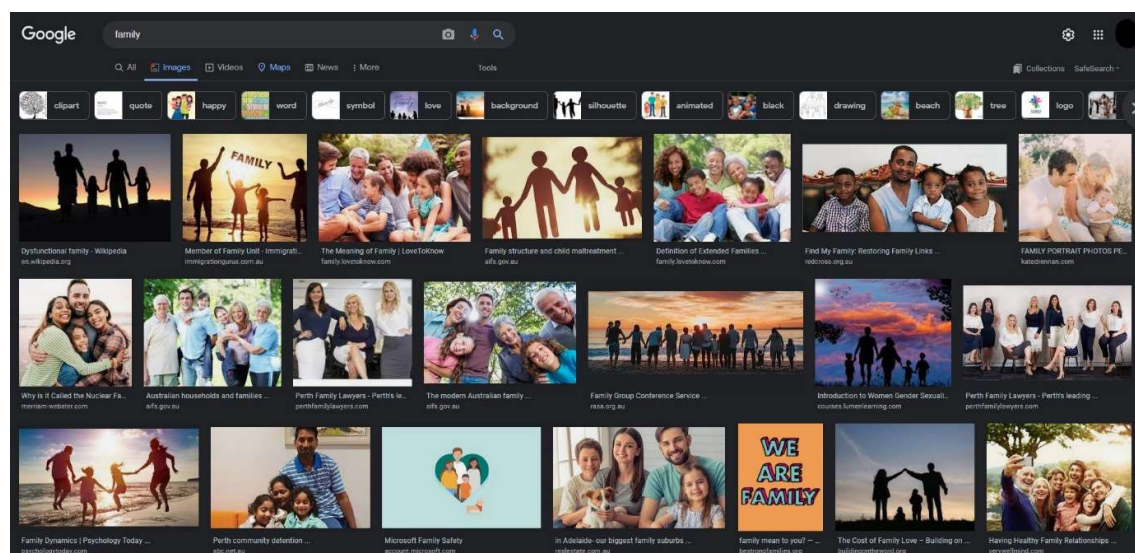 Google
family
All Images Videos Maps News More Tools
Collections SafeSearch
clipart quote happy word symbol love background silhouette animated black drawing beach tree logo
FAMILY
Dysfunctional family - Wikipedia
en.wikipedia.org
Member of Family Unit - Immigrati...
immigrationgurus.com.au
The Meaning of Family | LoveToKnow
family.lovetoknow.com
Family structure and child maltreatment ...
aifs.gov.au
Definition of Extended Families ...
family.lovetoknow.com
Find My Family: Restoring Family Links ...
redcross.org.au
FAMILY PORTRAIT PHOTOS PE...
katedrennan.com
Why is it Called the Nuclear Fa...
merriam-webster.com
Australian households and families ...
aifs.gov.au
Perth Family Lawyers - Perth's le...
perthfamilylawyers.com
The modern Australian family ...
aifs.gov.au
Family Group Conference Service ...
rasa.org.au
Introduction to Women Gender Sexuali...
courses.lumenlearning.com
Perth Family Lawyers - Perth's leading ...
perthfamilylawyers.com
WE
ARE
FAMILY
Family Dynamics | Psychology Today ...
psychologytoday.com
Perth community detention ...
abc.net.au
Microsoft Family Safety
account.microsoft.com
in Adelaide- our biggest family suburbs ...
realestate.com.au
family mean to you? — ...
bestrongfamilies.org
The Cost of Family Love – Building on ...
buildingontheword.org
Having Healthy Family Relationships ...
verywellmind.com